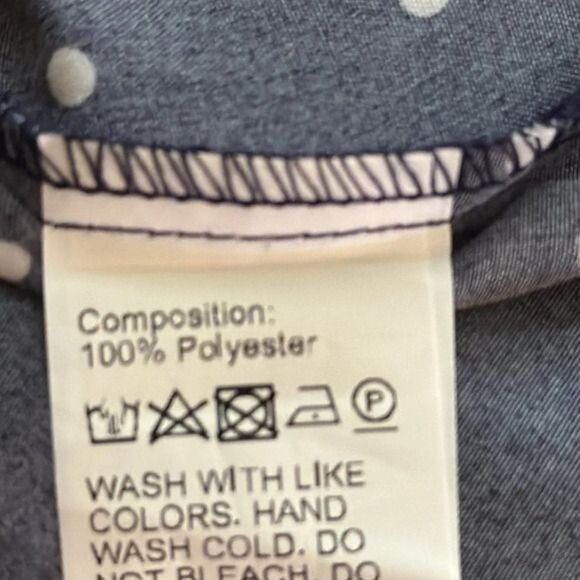 Composition:
100% Polyester
P
WASH WITH LIKE
COLORS. HAND
WASH COLD. DO
NOT BLEACH. DO